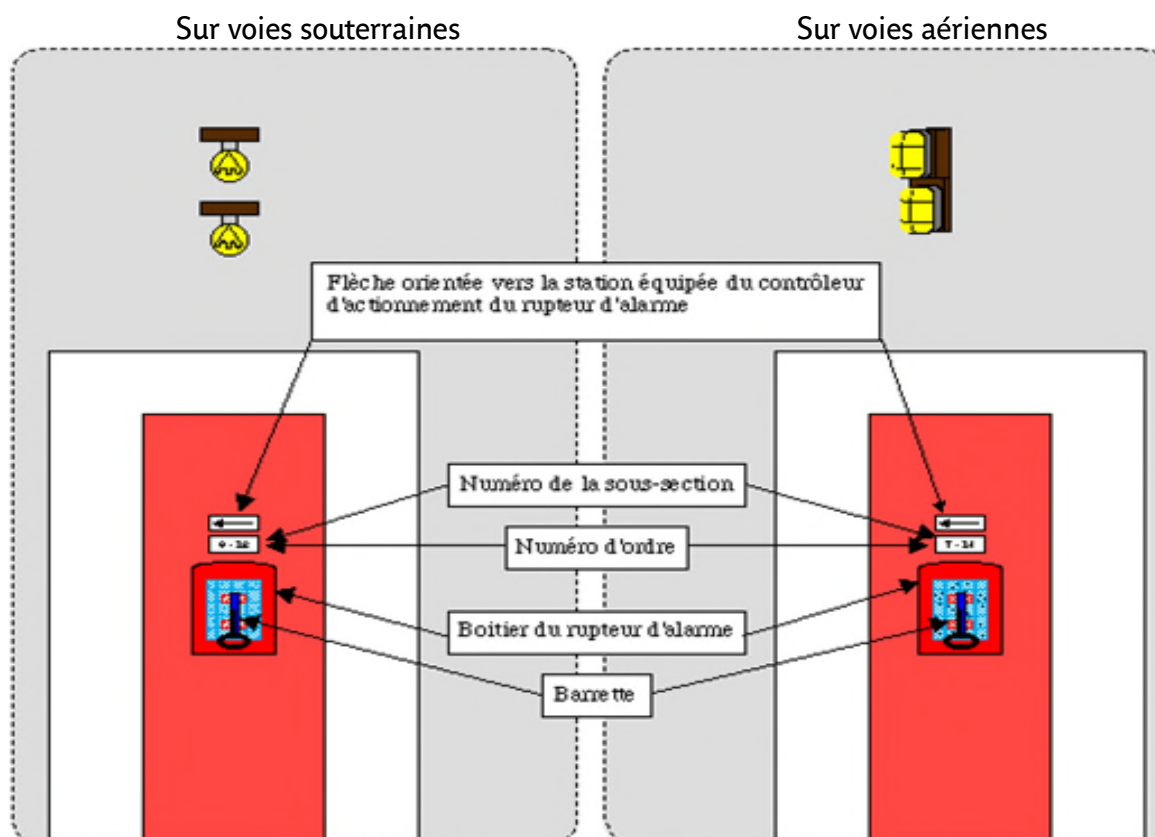 Sur voies souterraines
Sur voies aériennes
Flèche orientée vers la station équipée du contrôleur
d'actionnement du rupteur d'alarme
Numéro de la sous-section
Numéro d'ordre
Boitier du rupteur d'alarme
Barrette